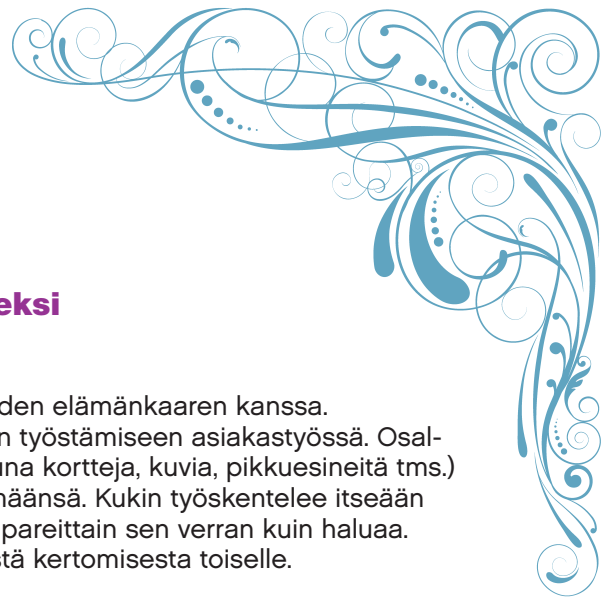 eksi
den elämänkaaren kanssa.
n työstämiseen asiakastyössä. Osal-
una kortteja, kuvia, pikkuesineitä tms.)
määnsä. Kukin työskentelee itseään
pareittain sen verran kuin haluaa.
stä kertomisesta toiselle.